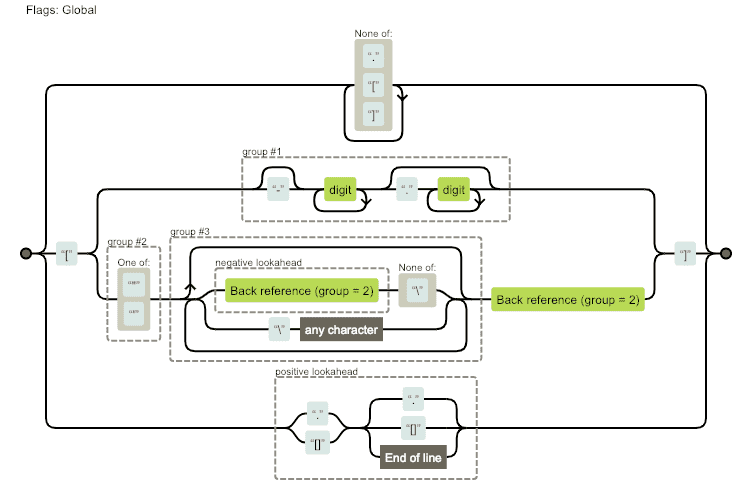 Flags: Global
None of:
“.”
“[”
“]”
group #1
“-”
digit
“.”
digit
group #2
One of:
“"”
“'”
group #3
negative lookahead
Back reference (group = 2)
None of:
“\”
“\”
any character
Back reference (group = 2)
“[”
“]”
positive lookahead
“.”
“[]”
“.”
“[]”
End of line